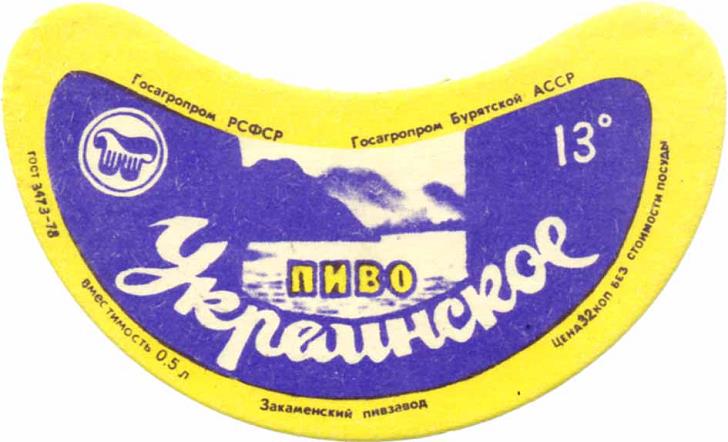 Госагропром РСФСР
Госагропром Бурятской АССР
13°
ГОСТ 3473-78
ПИВО
Украинское
вместимость 0,5 л
Закаменский пивзавод
ЦЕНА 32 КОП БЕЗ СТОИМОСТИ ПОСУДЫ